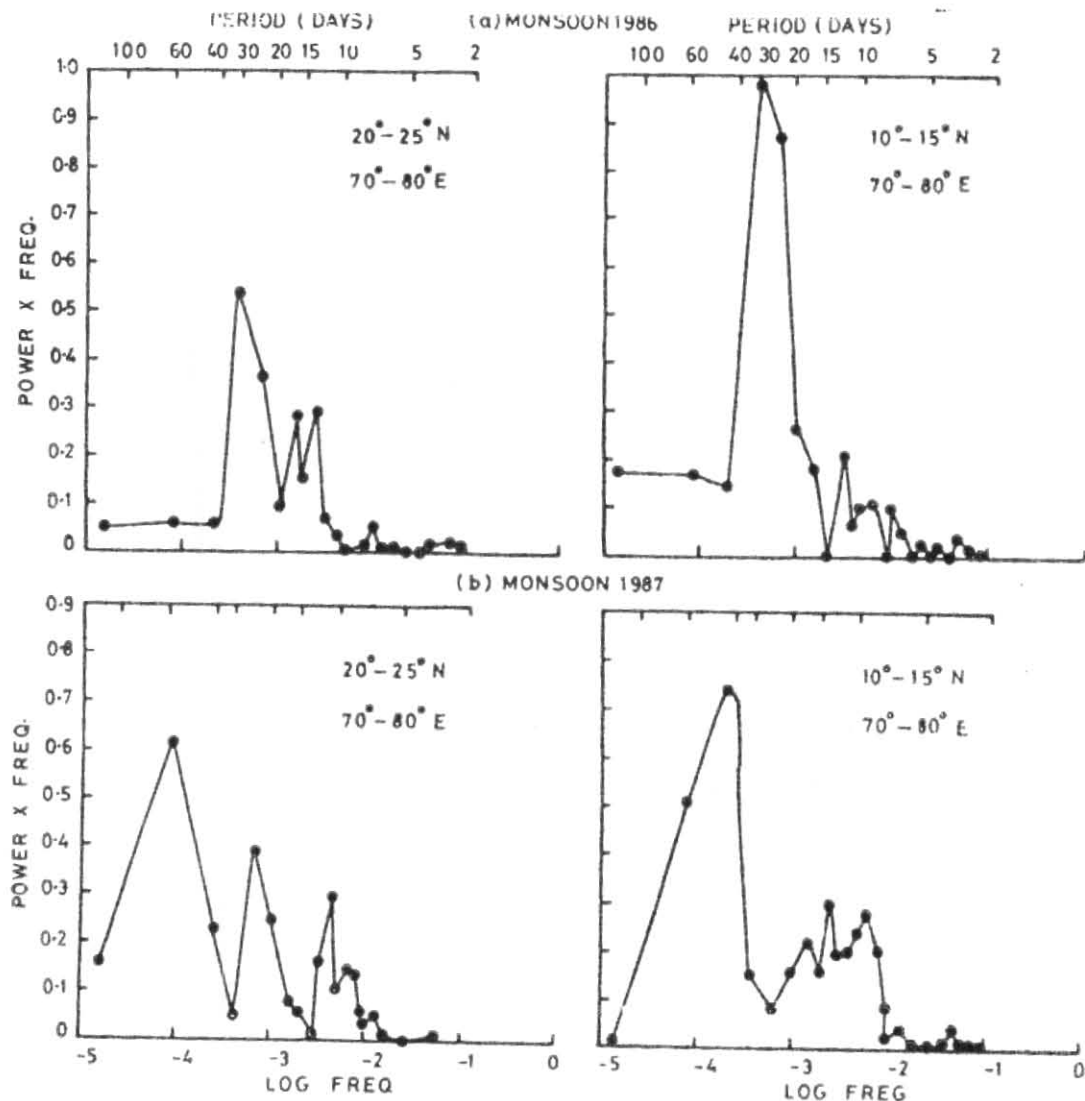 PERIOD (DAYS) (a) MONSOON 1986 PERIOD (DAYS)
100 60 40 30 20 15 10 5 2 100 60 40 30 20 15 10 5 2
1·0
0·9
0·8
0·7
0·6
0·5
0·4
0·3
0·2
0·1
0
POWER X FREQ.
20°-25°N
70°-80°E
10°-15°N
70°-80°E
(b) MONSOON 1987
0·9
0·8
0·7
0·6
0·5
0·4
0·3
0·2
0·1
0
POWER X FREQ.
20°-25°N
70°-80°E
10°-15°N
70°-80°E
-5 -4 -3 -2 -1 0 -5 -4 -3 -2 -1 0
LOG FREQ LOG FREG